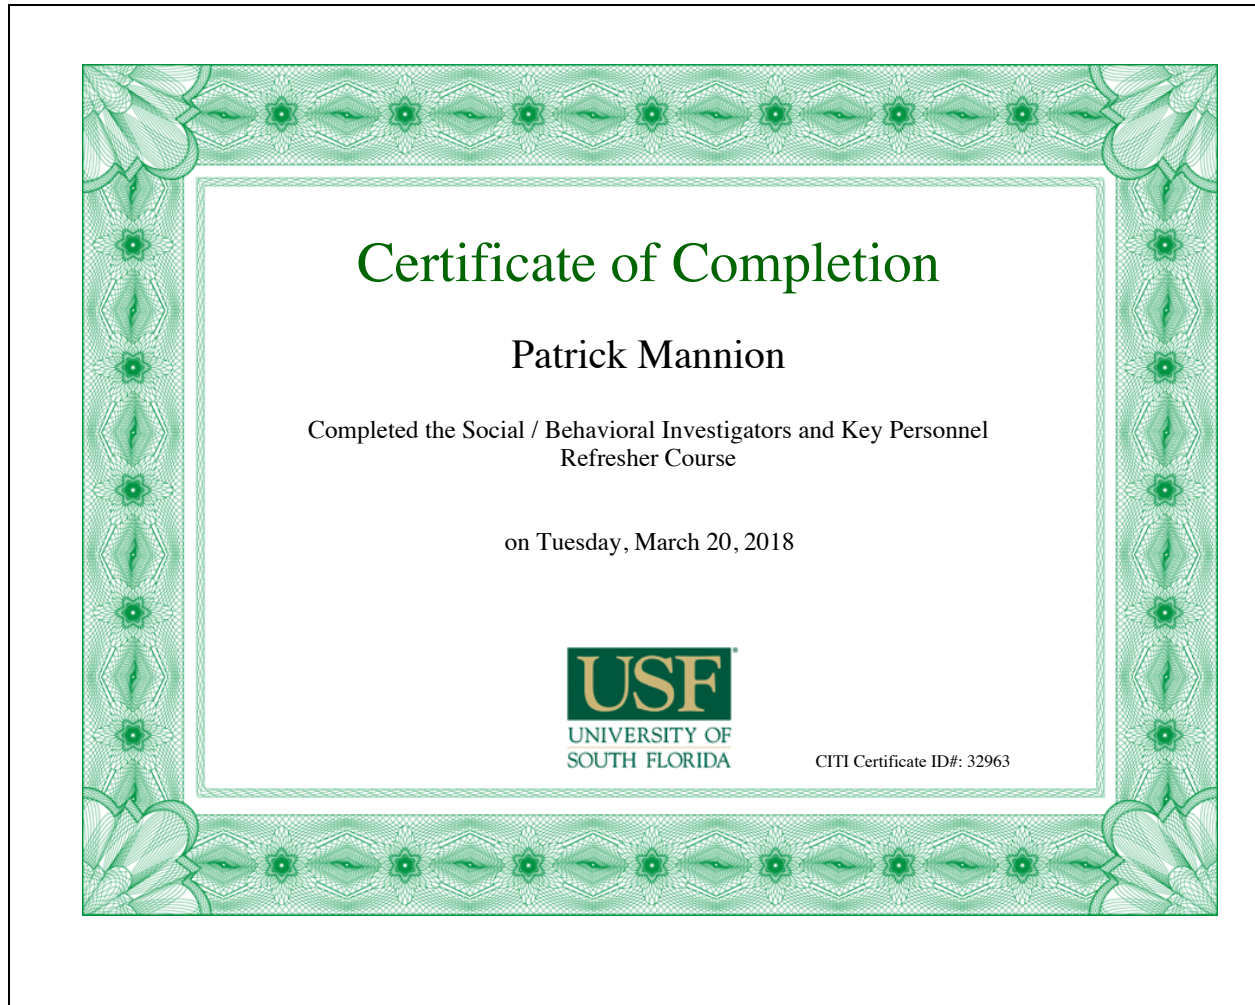 Certificate of Completion
Patrick Mannion
Completed the Social / Behavioral Investigators and Key Personnel
Refresher Course
on Tuesday, March 20, 2018
USF
UNIVERSITY OF
SOUTH FLORIDA
CITI Certificate ID#: 32963